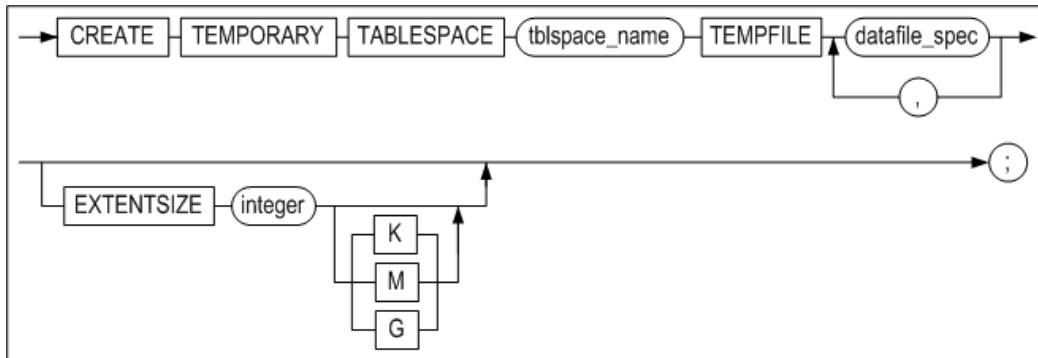 CREATE TEMPORARY TABLESPACE tblspace_name TEMPFILE datafile_spec
,
;
EXTENTSIZE integer
K
M
G